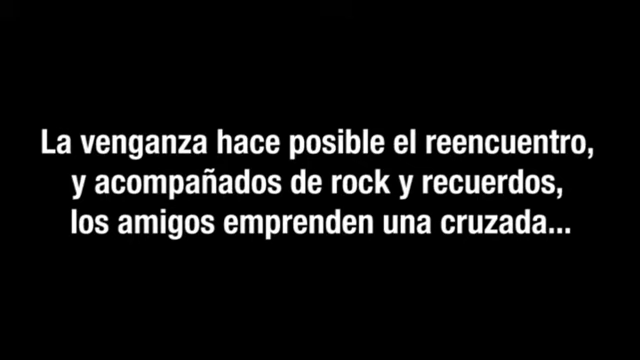 La venganza hace posible el reencuentro,
y acompañados de rock y recuerdos,
los amigos emprenden una cruzada...